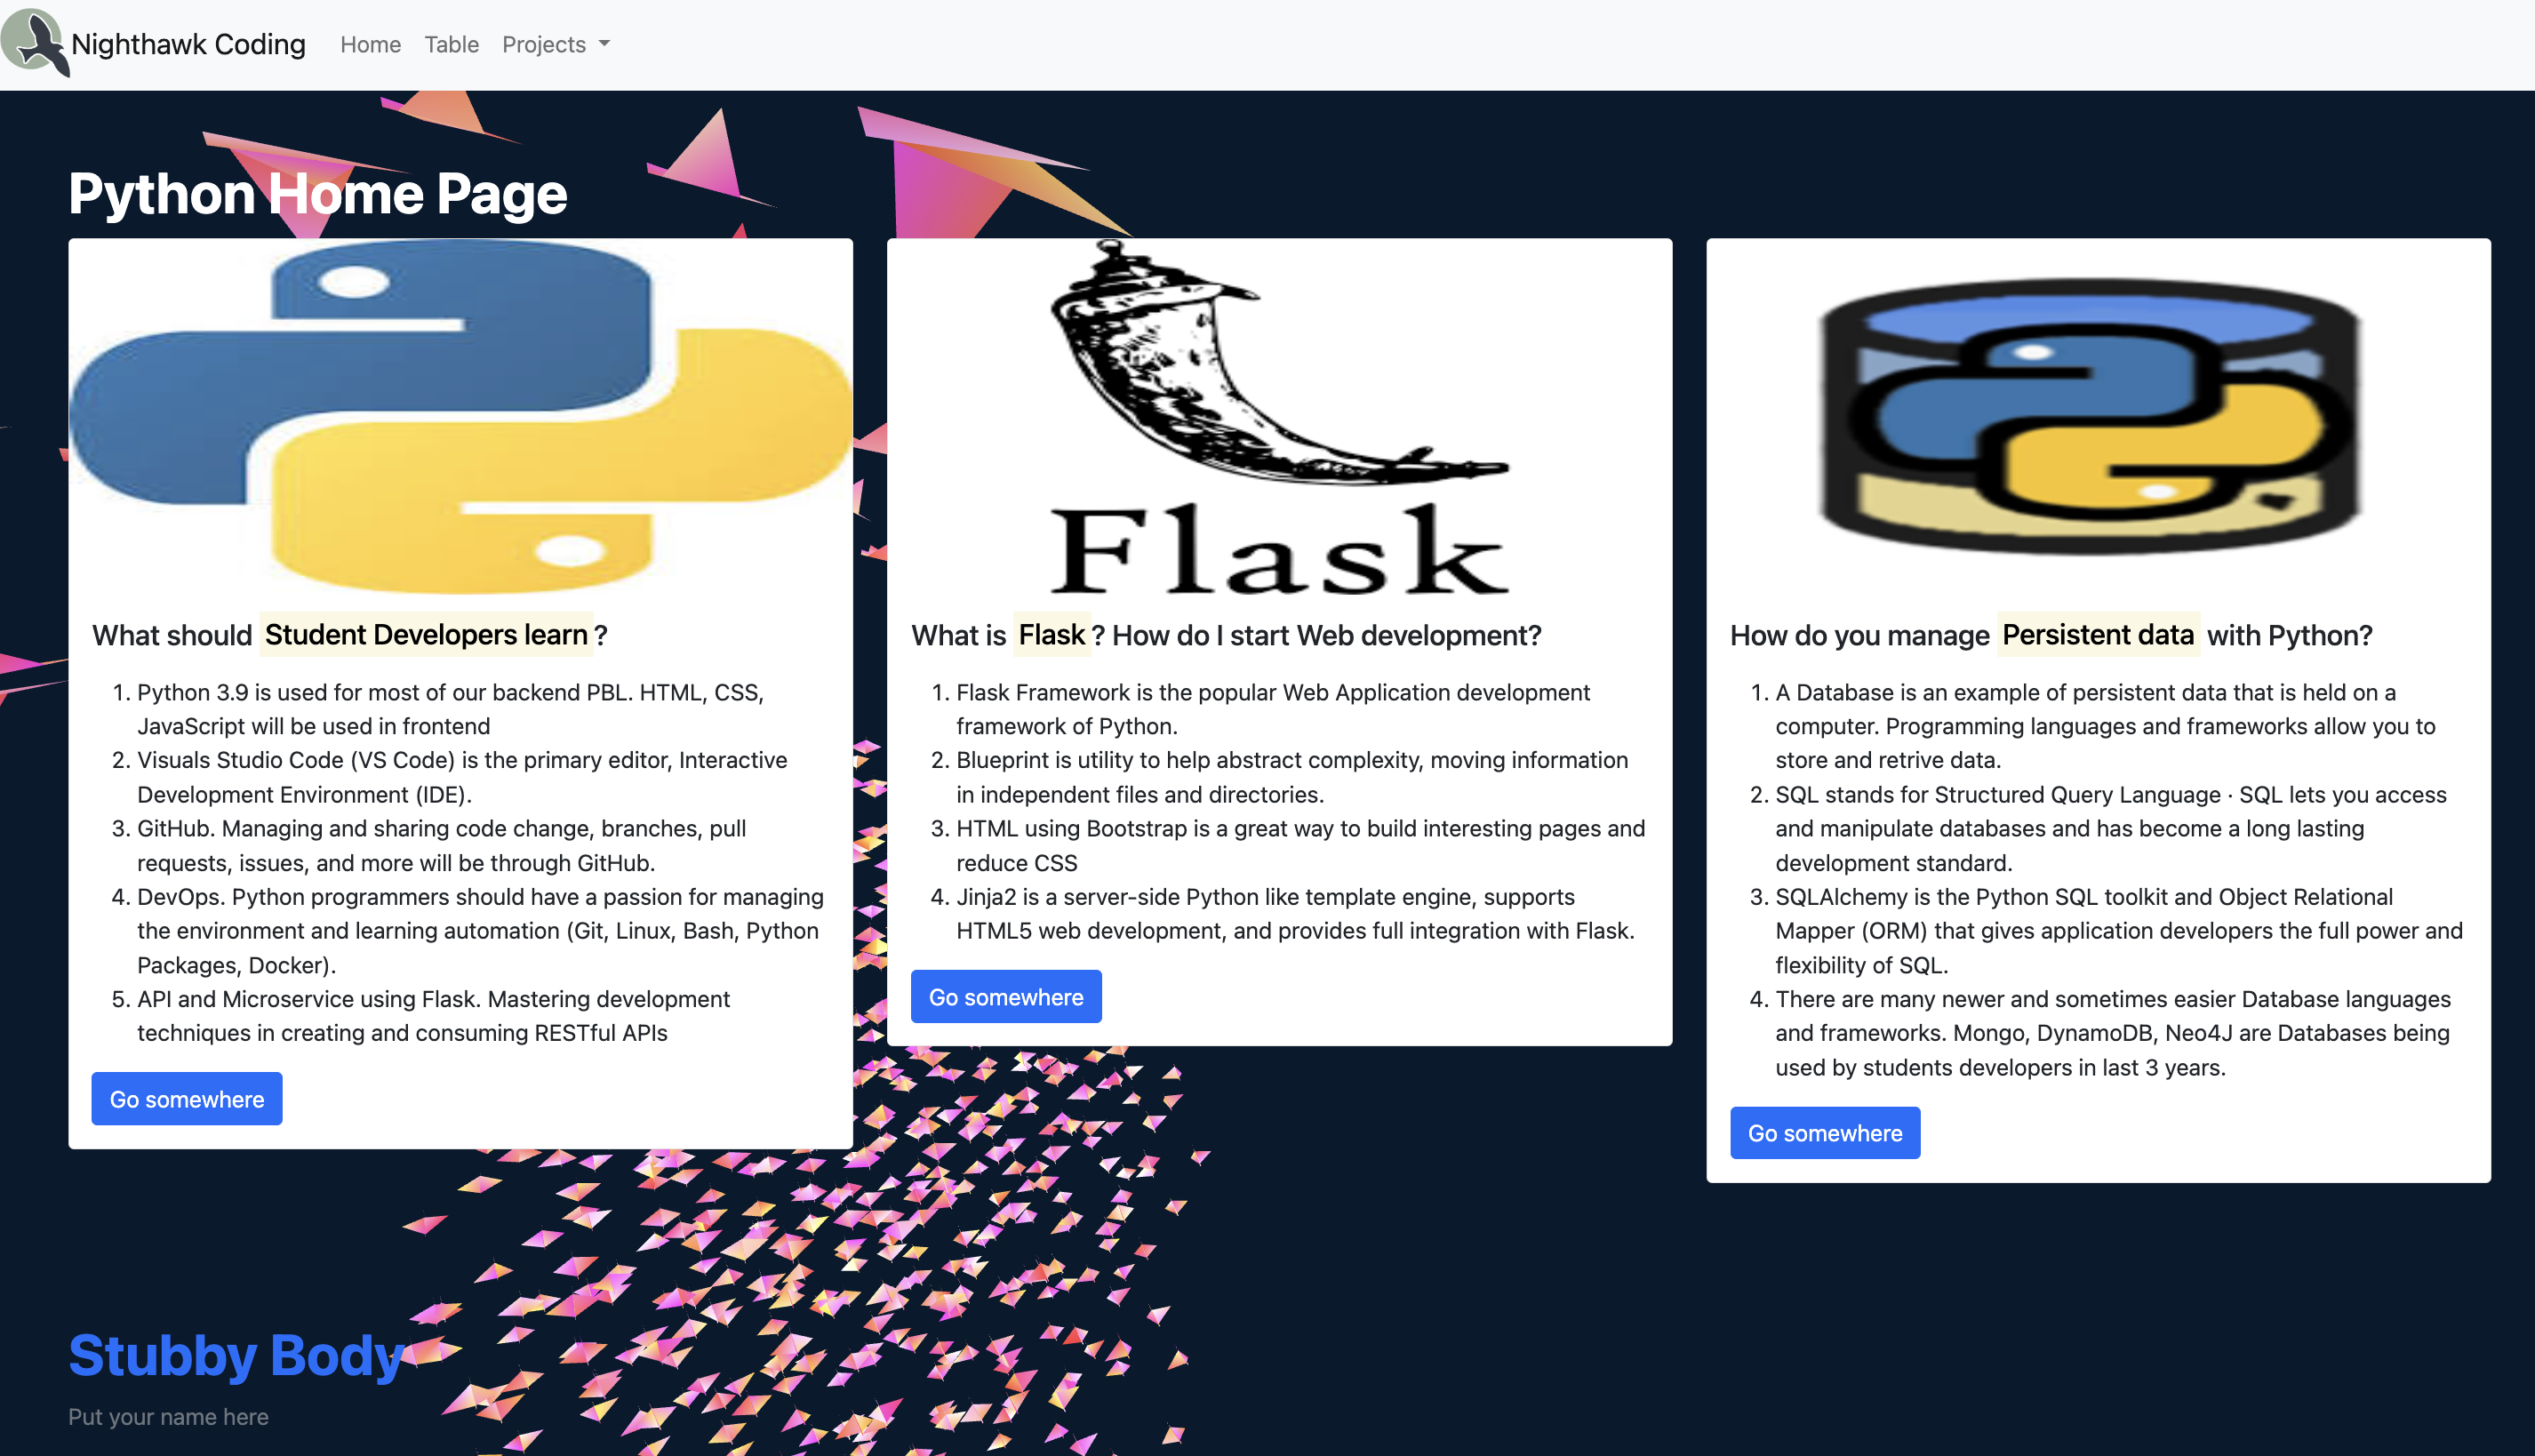 Nighthawk Coding Home Table Projects
Python Home Page
What should Student Developers learn ?
1. Python 3.9 is used for most of our backend PBL. HTML, CSS,
JavaScript will be used in frontend
2. Visuals Studio Code (VS Code) is the primary editor, Interactive
Development Environment (IDE).
3. GitHub. Managing and sharing code change, branches, pull
requests, issues, and more will be through GitHub.
4. DevOps. Python programmers should have a passion for managing
the environment and learning automation (Git, Linux, Bash, Python
Packages, Docker).
5. API and Microservice using Flask. Mastering development
techniques in creating and consuming RESTful APIs
Go somewhere
Flask
What is Flask ? How do I start Web development?
1. Flask Framework is the popular Web Application development
framework of Python.
2. Blueprint is utility to help abstract complexity, moving information
in independent files and directories.
3. HTML using Bootstrap is a great way to build interesting pages and
reduce CSS
4. Jinja2 is a server-side Python like template engine, supports
HTML5 web development, and provides full integration with Flask.
Go somewhere
How do you manage Persistent data with Python?
1. A Database is an example of persistent data that is held on a
computer. Programming languages and frameworks allow you to
store and retrive data.
2. SQL stands for Structured Query Language · SQL lets you access
and manipulate databases and has become a long lasting
development standard.
3. SQLAlchemy is the Python SQL toolkit and Object Relational
Mapper (ORM) that gives application developers the full power and
flexibility of SQL.
4. There are many newer and sometimes easier Database languages
and frameworks. Mongo, DynamoDB, Neo4J are Databases being
used by students developers in last 3 years.
Go somewhere
Stubby Body
Put your name here